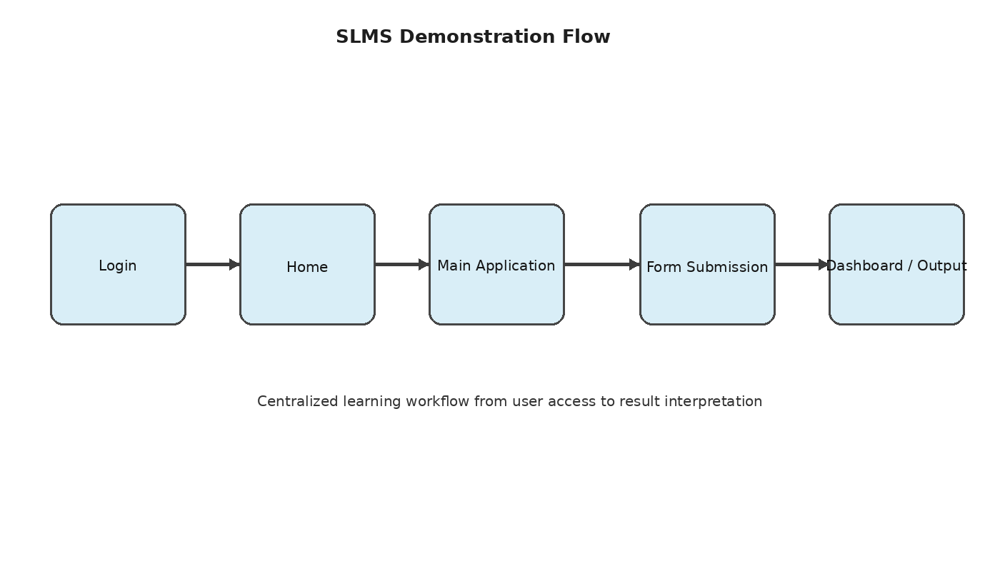 SLMS Demonstration Flow
Login
Home
Main Application
Form Submission
Dashboard / Output
Centralized learning workflow from user access to result interpretation